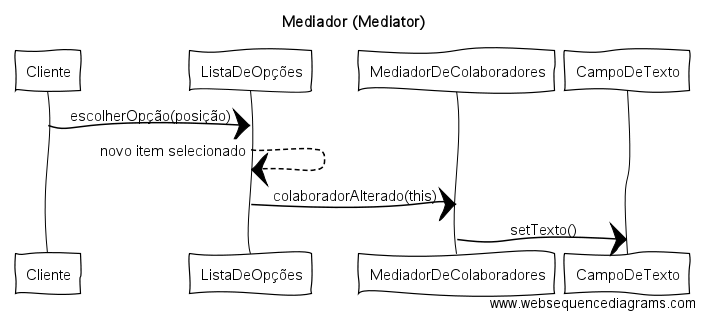 Mediador (Mediator)
Cliente
ListaDeOpções
MediadorDeColaboradores
CampoDeTexto
escolherOpção(posição)
novo item selecionado
colaboradorAlterado(this)
setTexto()
Cliente
ListaDeOpções
MediadorDeColaboradores
CampoDeTexto
www.websequencediagrams.com